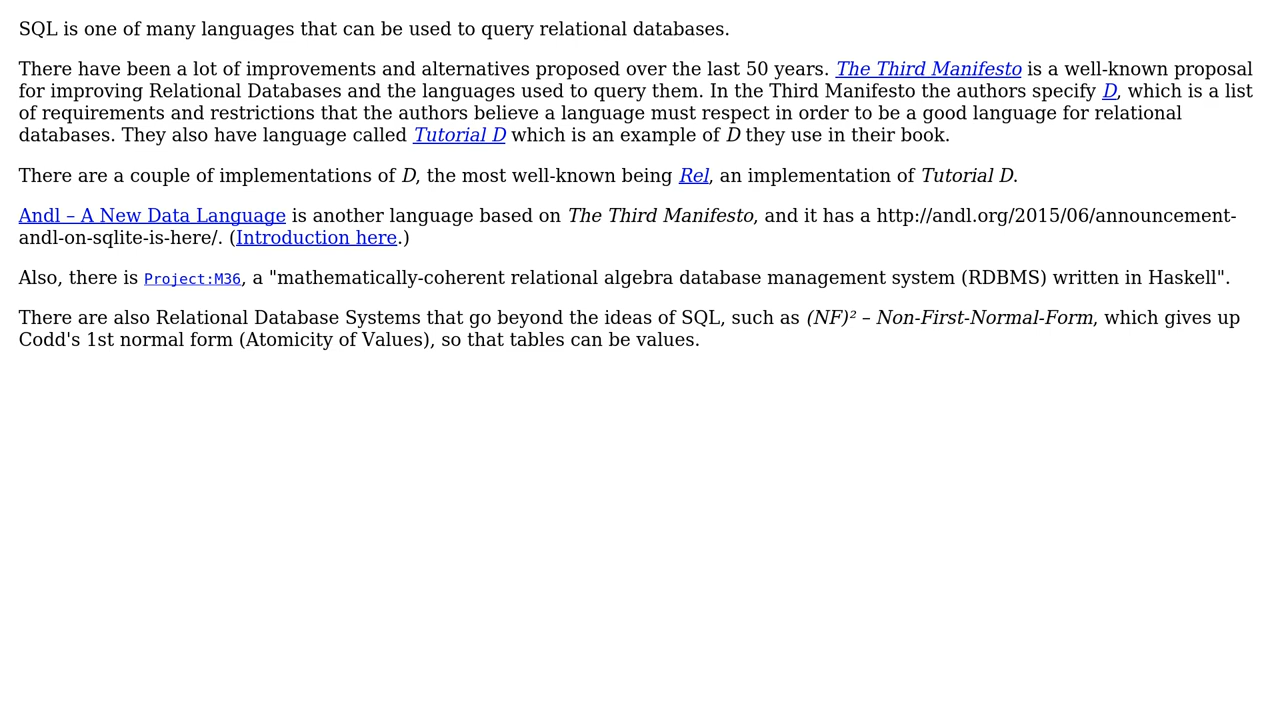 SQL is one of many languages that can be used to query relational databases.
There have been a lot of improvements and alternatives proposed over the last 50 years. The Third Manifesto is a well-known proposal
for improving Relational Databases and the languages used to query them. In the Third Manifesto the authors specify D, which is a list
of requirements and restrictions that the authors believe a language must respect in order to be a good language for relational
databases. They also have language called Tutorial D which is an example of D they use in their book.
There are a couple of implementations of D, the most well-known being Rel, an implementation of Tutorial D.
Andl – A New Data Language is another language based on The Third Manifesto, and it has a http://andl.org/2015/06/announcement-
andl-on-sqlite-is-here/. (Introduction here.)
Also, there is Project:M36, a "mathematically-coherent relational algebra database management system (RDBMS) written in Haskell".
There are also Relational Database Systems that go beyond the ideas of SQL, such as (NF)² – Non-First-Normal-Form, which gives up
Codd's 1st normal form (Atomicity of Values), so that tables can be values.